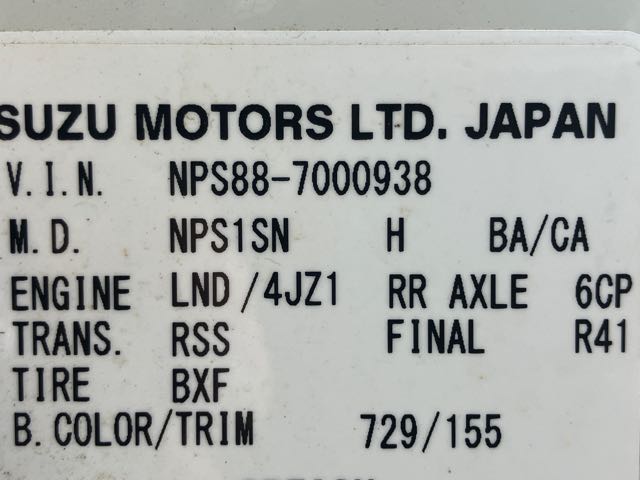 SUZU MOTORS LTD. JAPAN
V.I.N. NPS88-7000938
M.D. NPS1SN H BA/CA
ENGINE LND/4JZ1 RR AXLE 6CP
TRANS. RSS FINAL R41
TIRE BXF
B.COLOR/TRIM 729/155